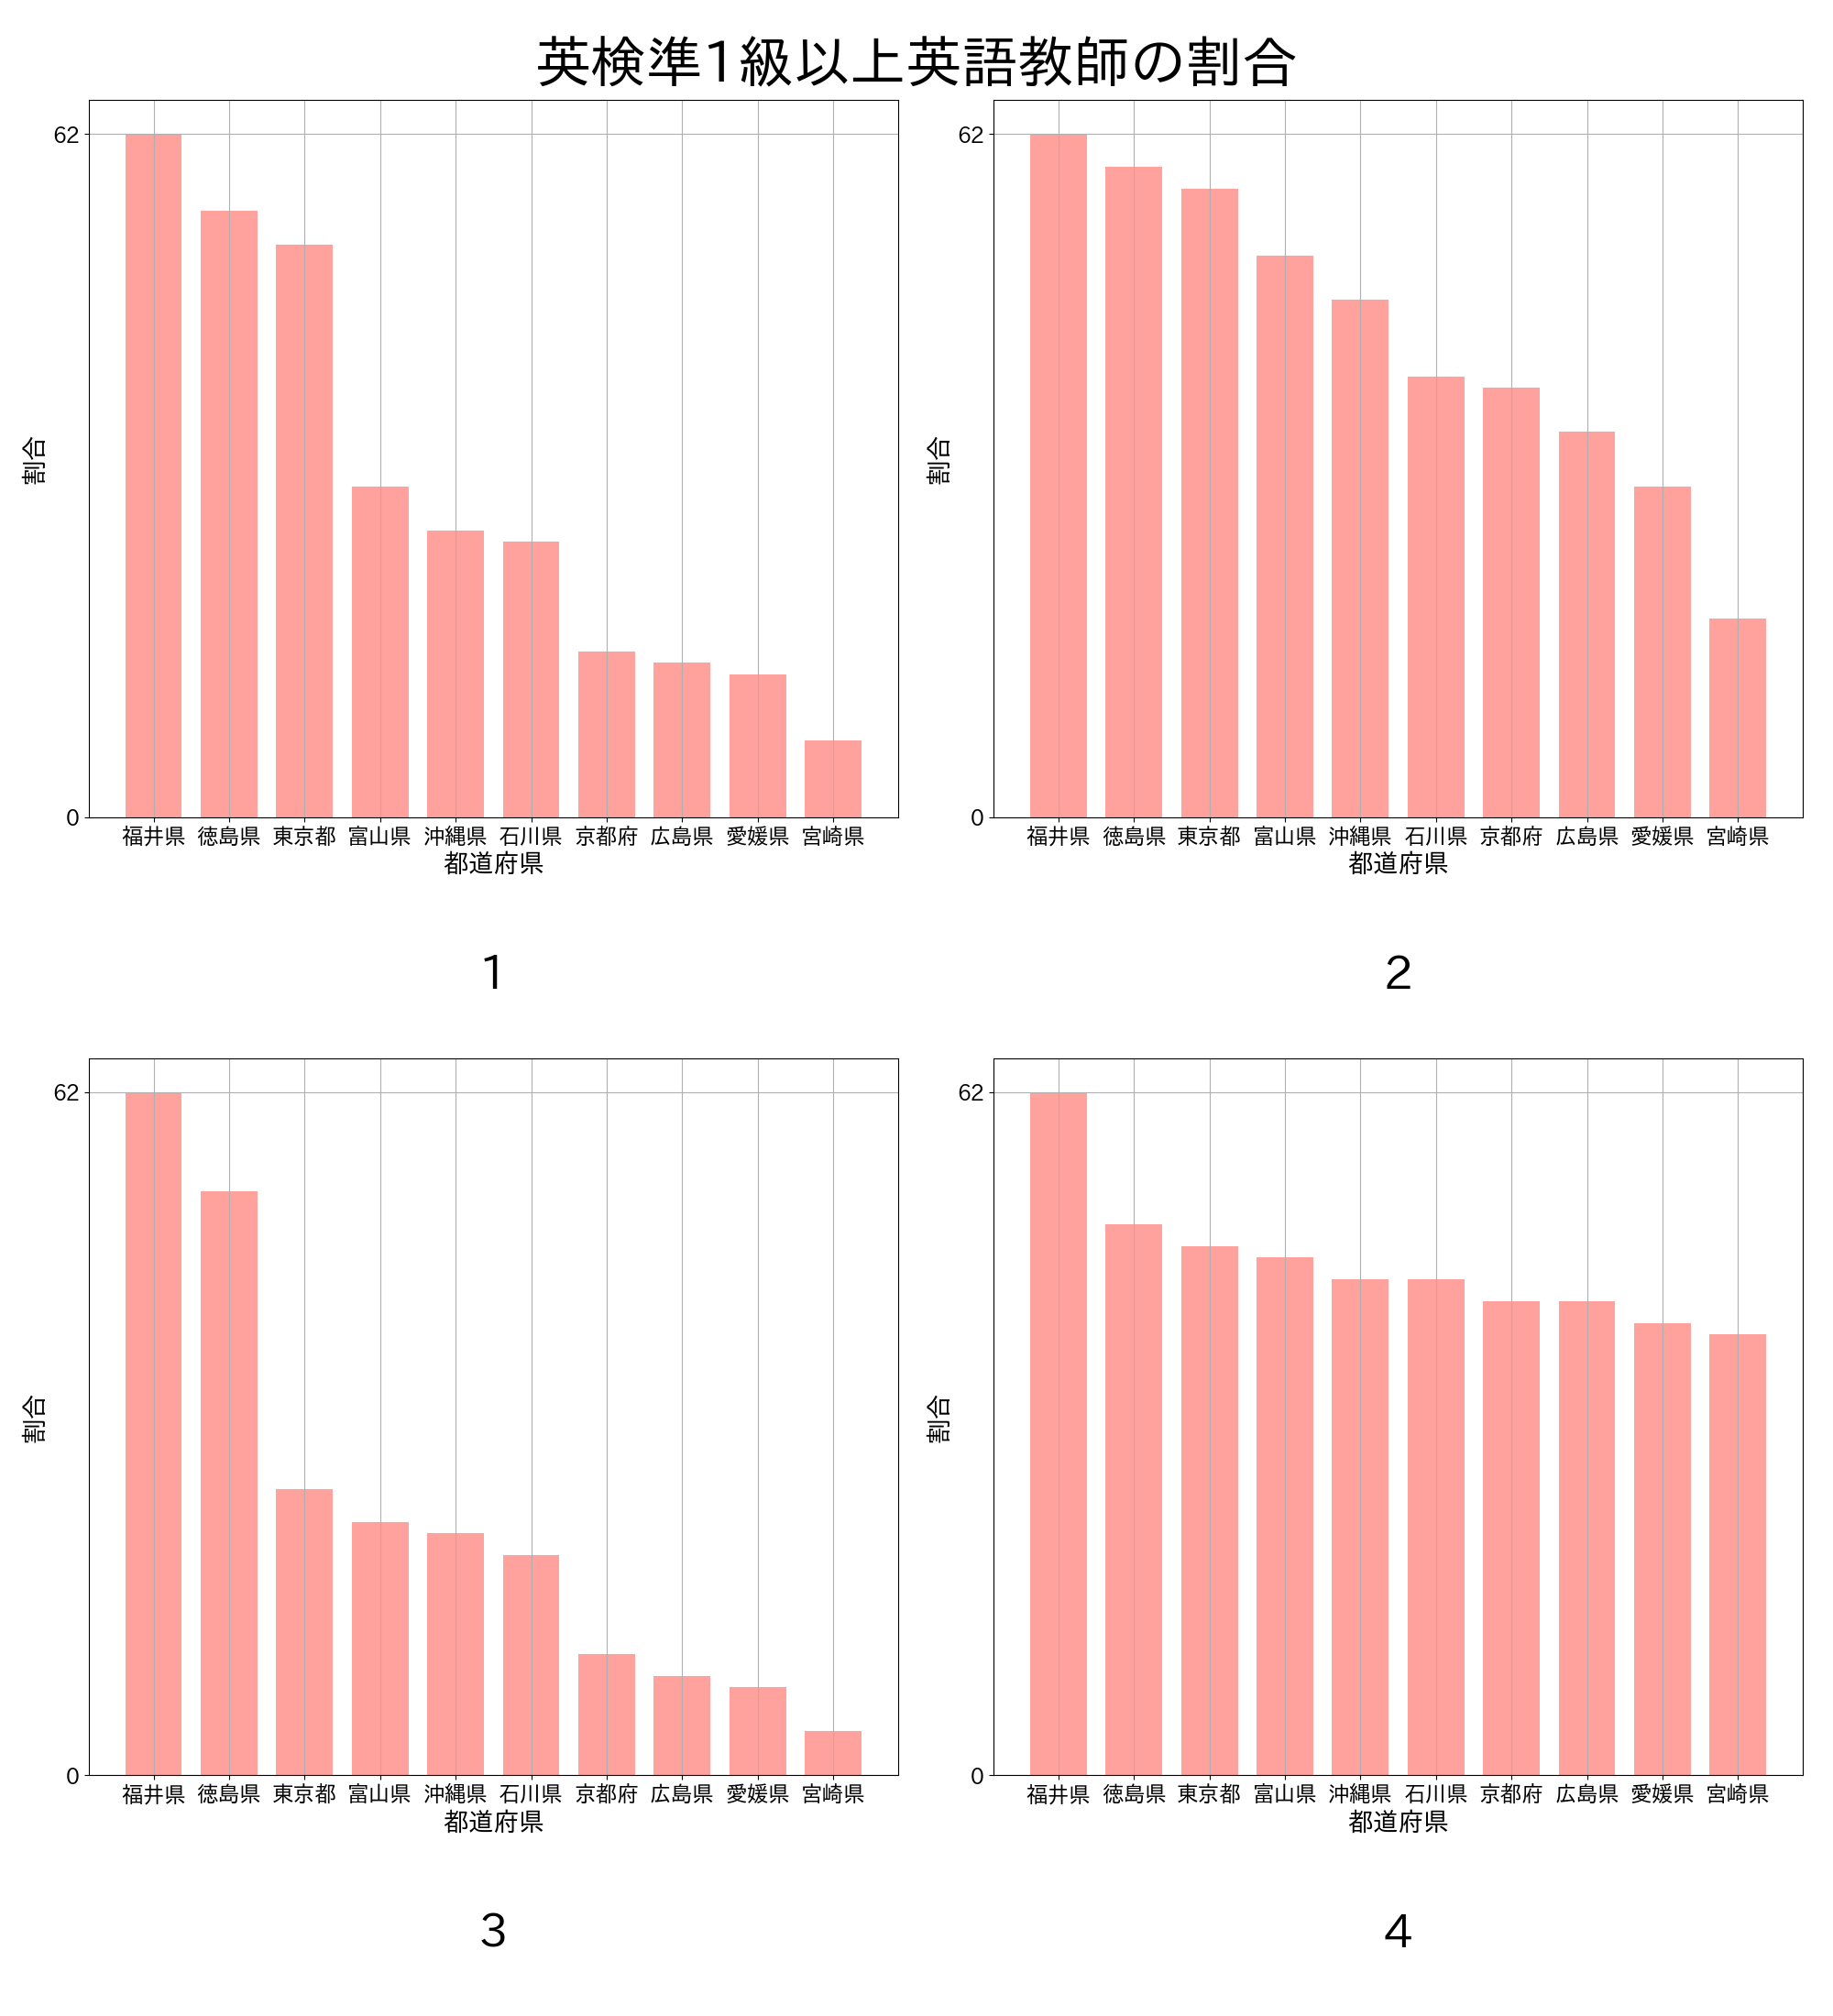 英検準1級以上英語教師の割合
62
0
割合
福井県 徳島県 東京都 富山県 沖縄県 石川県 京都府 広島県 愛媛県 宮崎県
都道府県
1
62
0
割合
福井県 徳島県 東京都 富山県 沖縄県 石川県 京都府 広島県 愛媛県 宮崎県
都道府県
2
62
0
割合
福井県 徳島県 東京都 富山県 沖縄県 石川県 京都府 広島県 愛媛県 宮崎県
都道府県
3
62
0
割合
福井県 徳島県 東京都 富山県 沖縄県 石川県 京都府 広島県 愛媛県 宮崎県
都道府県
4